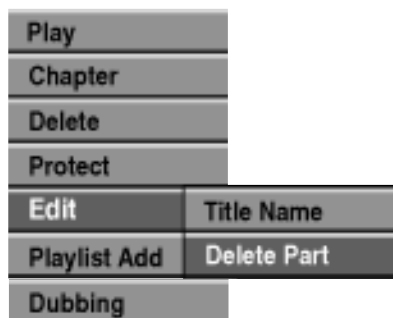 Play
Chapter
Delete
Protect
Edit
Title Name
Playlist Add
Delete Part
Dubbing